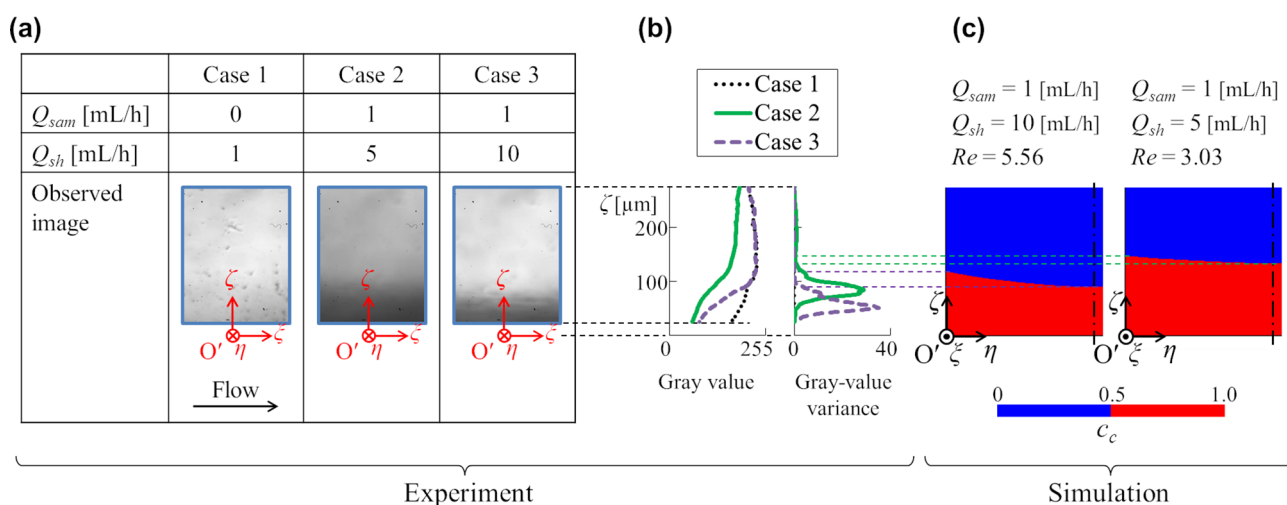 (a)
Case 1 Case 2 Case 3
Q_sam [mL/h] 0 1 1
Q_sh [mL/h] 1 5 10
Observed
image
ζ ζ ζ
O′ η ξ O′ η ξ O′ η ξ
Flow
Experiment
(b)
Case 1
Case 2
Case 3
ζ [µm]
200
100
0 255 0 40
Gray value
Gray-value
variance
(c)
Q_sam = 1 [mL/h] Q_sam = 1 [mL/h]
Q_sh = 10 [mL/h] Q_sh = 5 [mL/h]
Re = 5.56 Re = 3.03
ζ ζ
O′ ξ η O′ ξ η
0 0.5 1.0
c_c
Simulation